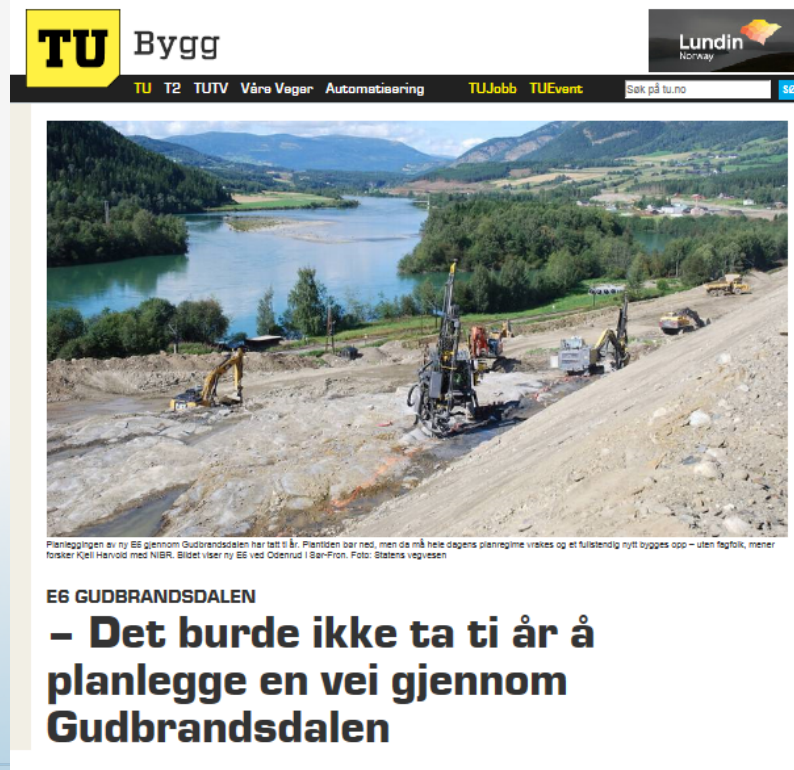 TU Bygg
Lundin
Norway
TU T2 TUTV Våre Veger Automatisering TUJobb TUEvent Søk på tu.no SØ
Planleggingen av ny E6 gjennom Gudbrandsdalen har tatt ti år. Plantiden bør ned, men da må hele dagens planregime vrakes og et fullstendig nytt bygges opp – uten fagfolk, mener
forsker Kjell Harvold med NIBR. Bildet viser ny E6 ved Odenrud i Sør-Fron. Foto: Statens vegvesen
E6 GUDBRANDSDALEN
– Det burde ikke ta ti år å
planlegge en vei gjennom
Gudbrandsdalen